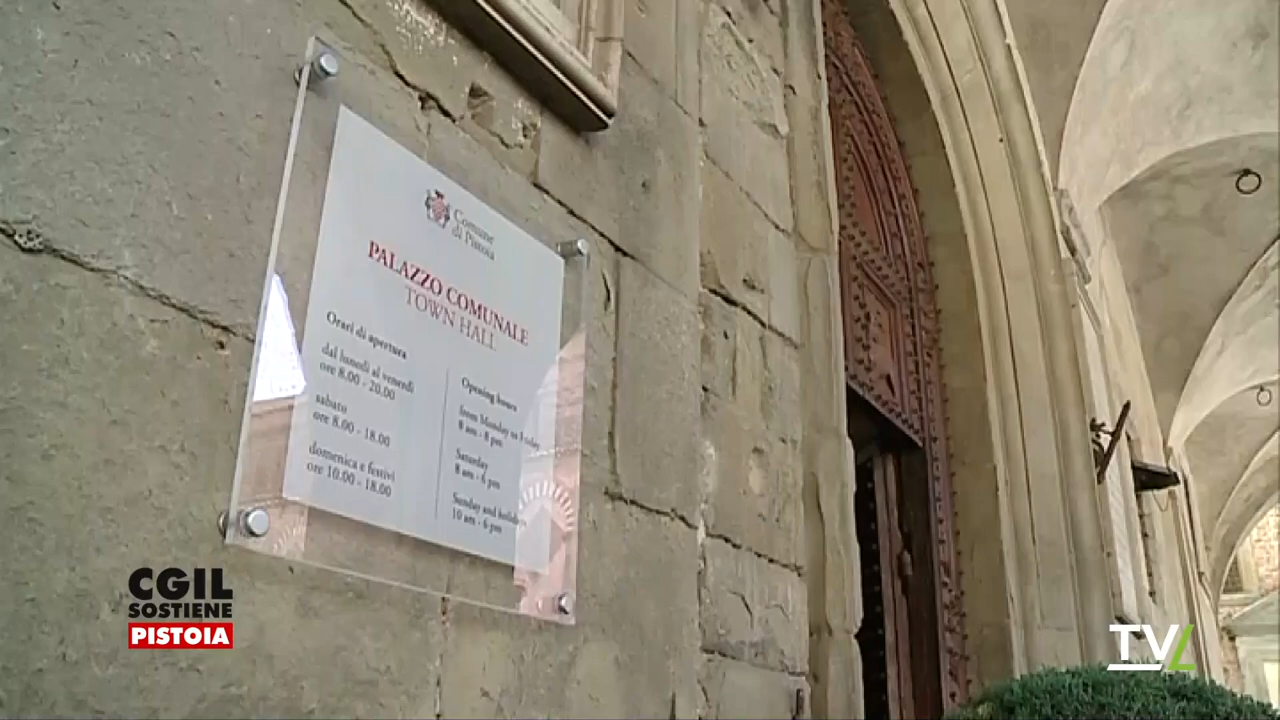 Comune
di Pistoia
PALAZZO COMUNALE
TOWN HALL
Orari di apertura
dal lunedì al venerdì
ore 8.00 - 20.00
sabato
ore 8.00 - 18.00
domenica e festivi
ore 10.00 - 18.00
Opening hours
from Monday to Friday
8 am - 8 pm
Saturday
8 am - 6 pm
Sunday and holidays
10 am - 6 pm
CGIL
SOSTIENE
PISTOIA
TVL